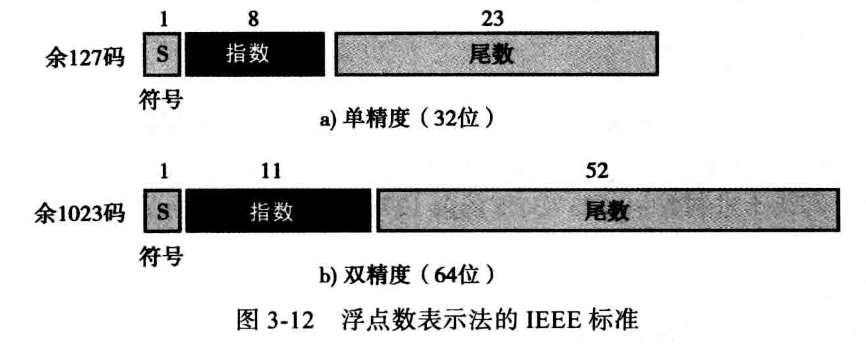 1 8 23
余127码 S 指数 尾数
符号
a) 单精度（32位）
1 11 52
余1023码 S 指数 尾数
符号
b) 双精度（64位）
图 3-12 浮点数表示法的 IEEE 标准